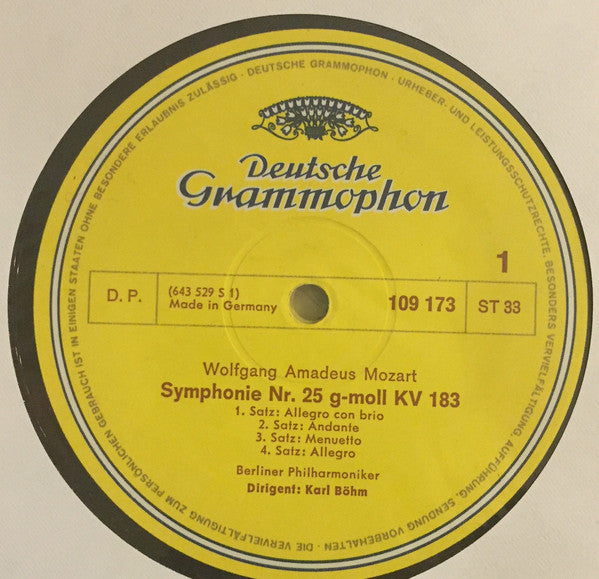 DEUTSCHE GRAMMOPHON · URHEBER- UND LEISTUNGSSCHUTZRECHTE, BESONDERS VERVIELFÄLTIGUNG, AUFFÜHRUNG, SENDUNG VORBEHALTEN · DIE VERVIELFÄLTIGUNG ZUM PERSÖNLICHEN GEBRAUCH IST IN EINIGEN STAATEN OHNE BESONDERE ERLAUBNIS ZULÄSSIG ·
Deutsche
Grammophon
1
D. P.
(643 529 S 1)
Made in Germany
109 173
ST 33
Wolfgang Amadeus Mozart
Symphonie Nr. 25 g-moll KV 183
1. Satz: Allegro con brio
2. Satz: Andante
3. Satz: Menuetto
4. Satz: Allegro
Berliner Philharmoniker
Dirigent: Karl Böhm